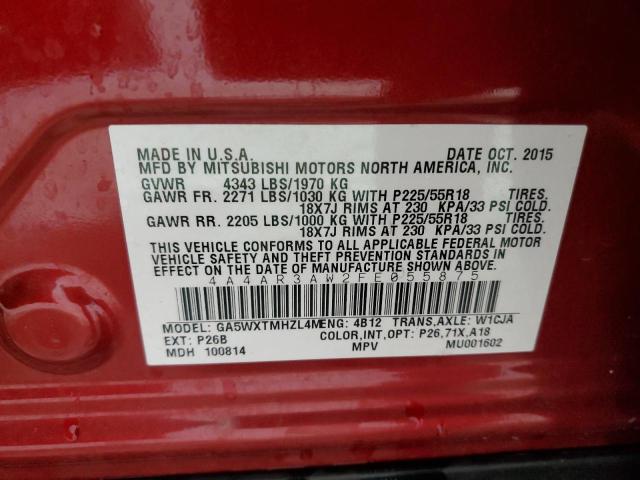 MADE IN U.S.A. DATE OCT. 2015
MFD BY MITSUBISHI MOTORS NORTH AMERICA, INC.
GVWR 4343 LBS/1970 KG
GAWR FR. 2271 LBS/1030 KG WITH P225/55R18 TIRES.
18X7J RIMS AT 230 KPA/33 PSI COLD.
GAWR RR. 2205 LBS/1000 KG WITH P225/55R18 TIRES.
18X7J RIMS AT 230 KPA/33 PSI COLD.
THIS VEHICLE CONFORMS TO ALL APPLICABLE FEDERAL MOTOR
VEHICLE SAFETY AND THEFT PREVENTION STANDARDS IN
EFFECT ON THE DATE OF MANUFACTURE SHOWN ABOVE.
4A4AR3AW2FE055875
MODEL: GA5WXTMHZL4M ENG: 4B12 TRANS,AXLE: W1CJA
EXT: P26B COLOR,INT,OPT: P26,71X,A18
MDH 100814 MPV MU001602